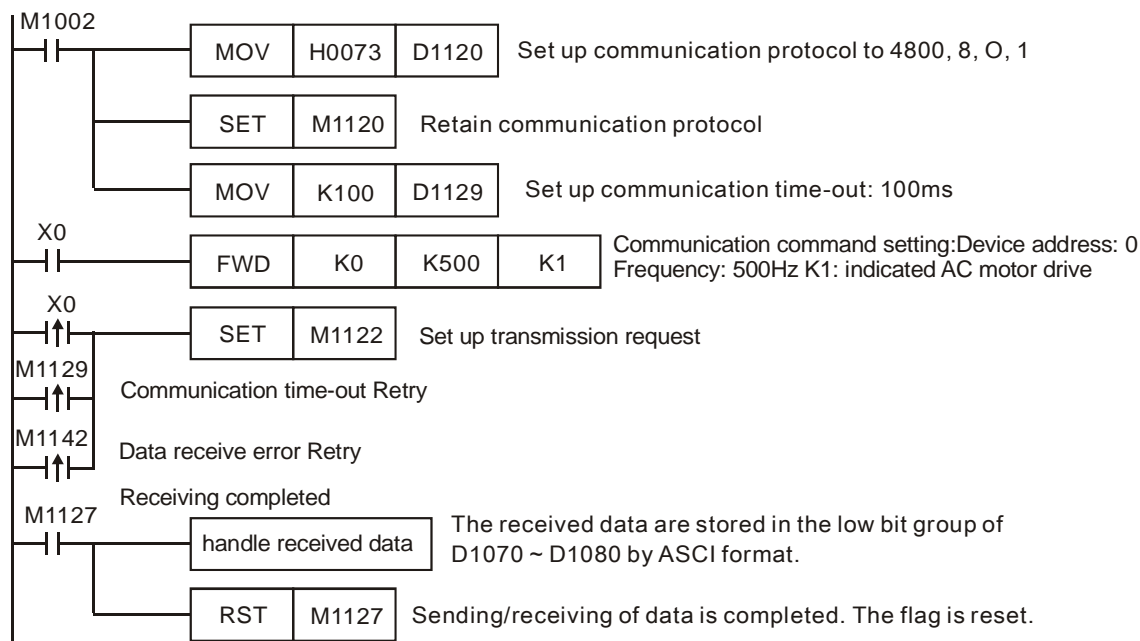 M1002
MOV H0073 D1120 Set up communication protocol to 4800, 8, O, 1
SET M1120 Retain communication protocol
MOV K100 D1129 Set up communication time-out: 100ms
X0
FWD K0 K500 K1 Communication command setting:Device address: 0
Frequency: 500Hz K1: indicated AC motor drive
X0
SET M1122 Set up transmission request
M1129
Communication time-out Retry
M1142
Data receive error Retry
Receiving completed
M1127
handle received data The received data are stored in the low bit group of
D1070 ~ D1080 by ASCI format.
RST M1127 Sending/receiving of data is completed. The flag is reset.